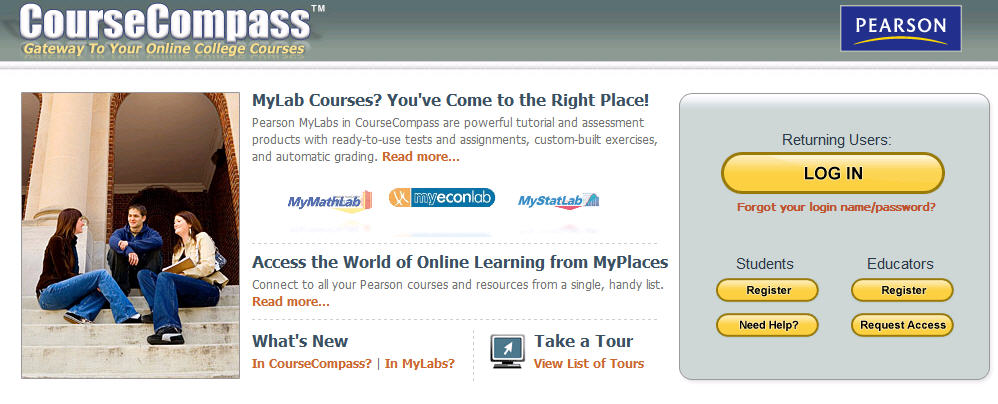 CourseCompass™
Gateway To Your Online College Courses
PEARSON
MyLab Courses? You've Come to the Right Place!
Pearson MyLabs in CourseCompass are powerful tutorial and assessment
products with ready-to-use tests and assignments, custom-built exercises,
and automatic grading. Read more...
MyMathLab myeconlab MyStatLab
Access the World of Online Learning from MyPlaces
Connect to all your Pearson courses and resources from a single, handy list.
Read more...
What's New
In CourseCompass? | In MyLabs?
Take a Tour
View List of Tours
Returning Users:
LOG IN
Forgot your login name/password?
Students Educators
Register Register
Need Help? Request Access